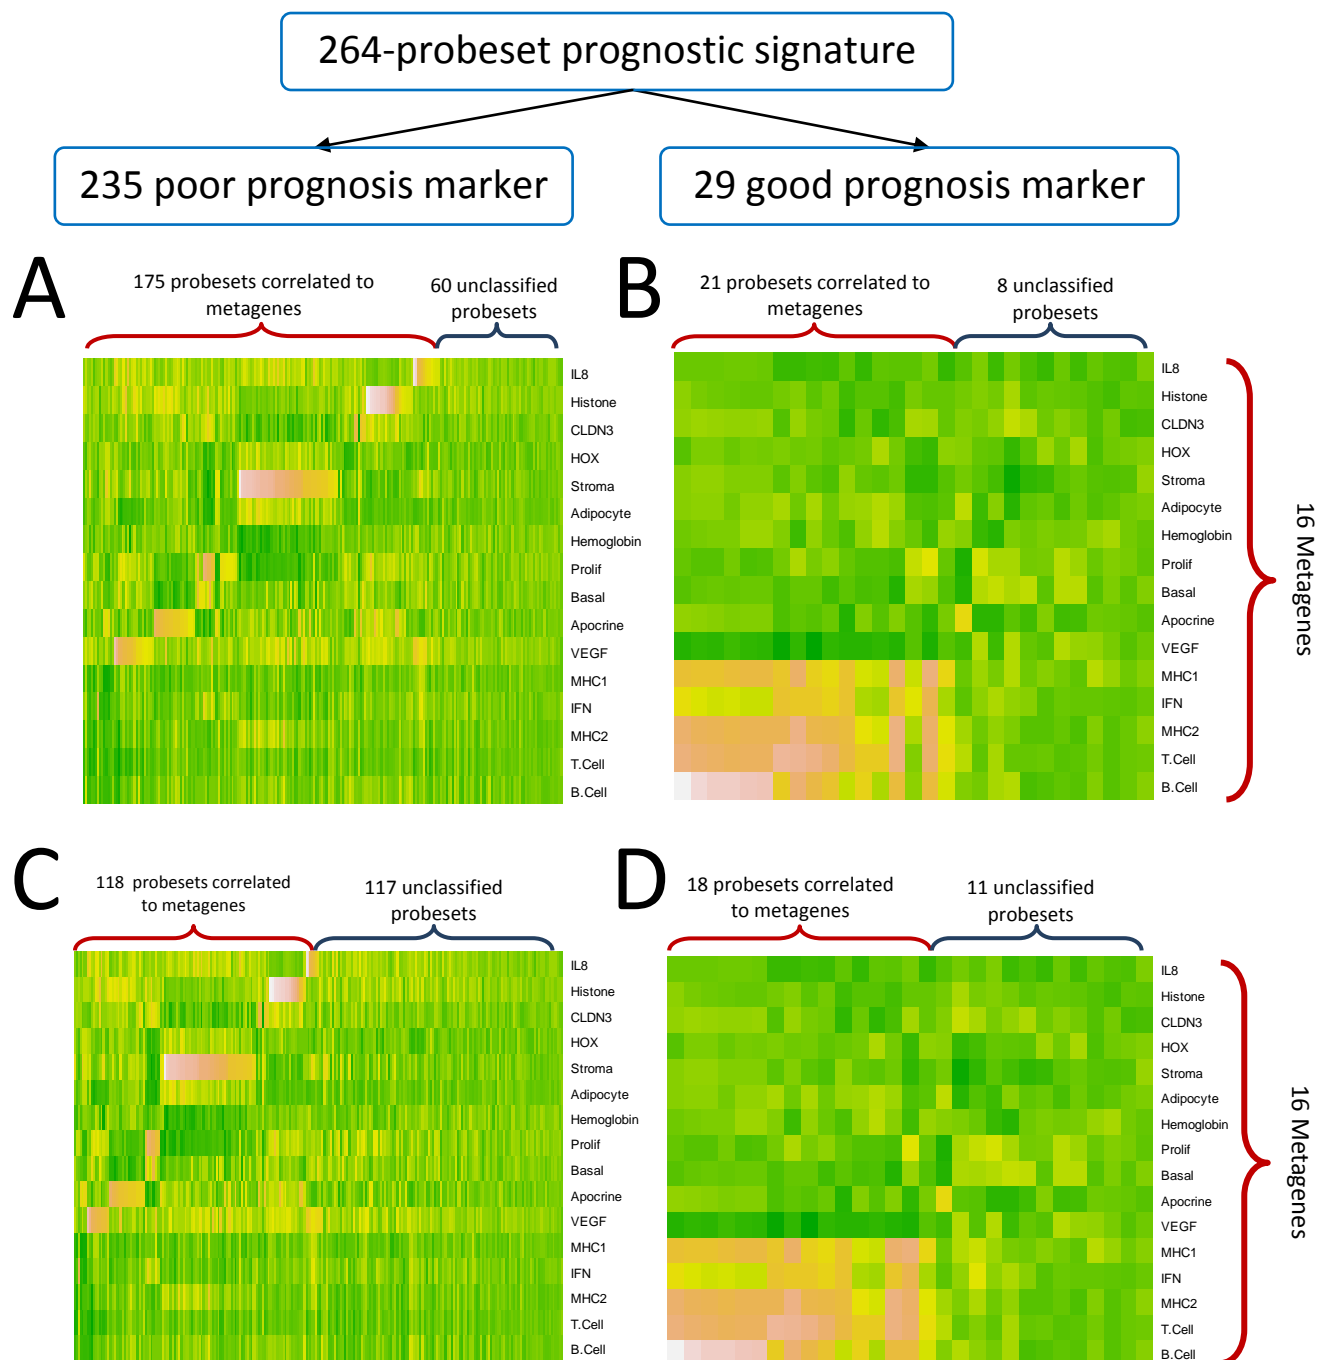 264-probeset prognostic signature
235 poor prognosis marker
29 good prognosis marker
A
175 probesets correlated to
metagenes
60 unclassified
probesets
IL8
Histone
CLDN3
HOX
Stroma
Adipocyte
Hemoglobin
Prolif
Basal
Apocrine
VEGF
MHC1
IFN
MHC2
T.Cell
B.Cell
B
21 probesets correlated to
metagenes
8 unclassified
probesets
IL8
Histone
CLDN3
HOX
Stroma
Adipocyte
Hemoglobin
Prolif
Basal
Apocrine
VEGF
MHC1
IFN
MHC2
T.Cell
B.Cell
16 Metagenes
C
118 probesets correlated
to metagenes
117 unclassified
probesets
IL8
Histone
CLDN3
HOX
Stroma
Adipocyte
Hemoglobin
Prolif
Basal
Apocrine
VEGF
MHC1
IFN
MHC2
T.Cell
B.Cell
D
18 probesets correlated
to metagenes
11 unclassified
probesets
IL8
Histone
CLDN3
HOX
Stroma
Adipocyte
Hemoglobin
Prolif
Basal
Apocrine
VEGF
MHC1
IFN
MHC2
T.Cell
B.Cell
16 Metagenes